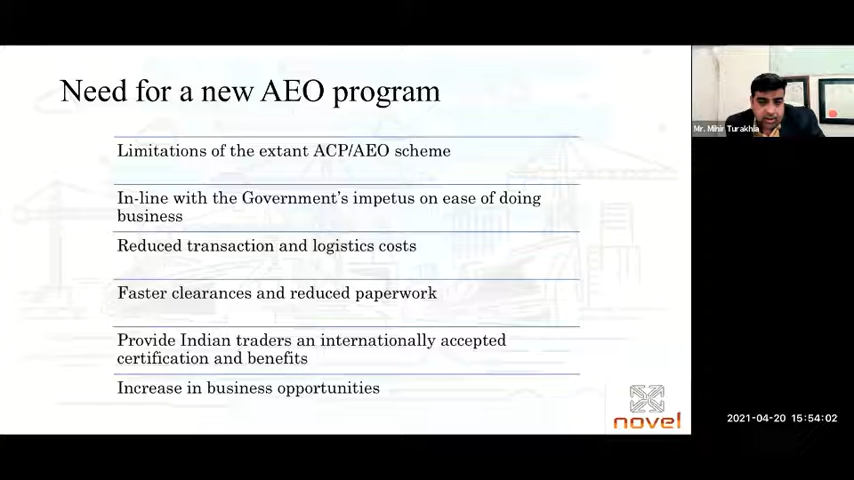 Need for a new AEO program
Limitations of the extant ACP/AEO scheme
In-line with the Government's impetus on ease of doing
business
Reduced transaction and logistics costs
Faster clearances and reduced paperwork
Provide Indian traders an internationally accepted
certification and benefits
Increase in business opportunities
novel
Mr. Mihir Turakhia
2021-04-20 15:54:02